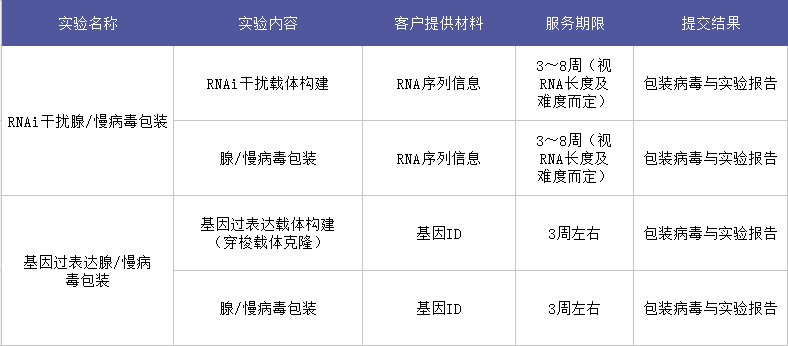 实验名称 实验内容 客户提供材料 服务期限 提交结果
RNAi干扰腺/慢病毒包装
RNAi干扰载体构建
RNA序列信息
3～8周（视
RNA长度及
难度而定）
包装病毒与实验报告
腺/慢病毒包装
RNA序列信息
3～8周（视
RNA长度及
难度而定）
包装病毒与实验报告
基因过表达腺/慢病
毒包装
基因过表达载体构建
（穿梭载体克隆）
基因ID
3周左右
包装病毒与实验报告
腺/慢病毒包装
基因ID
3周左右
包装病毒与实验报告